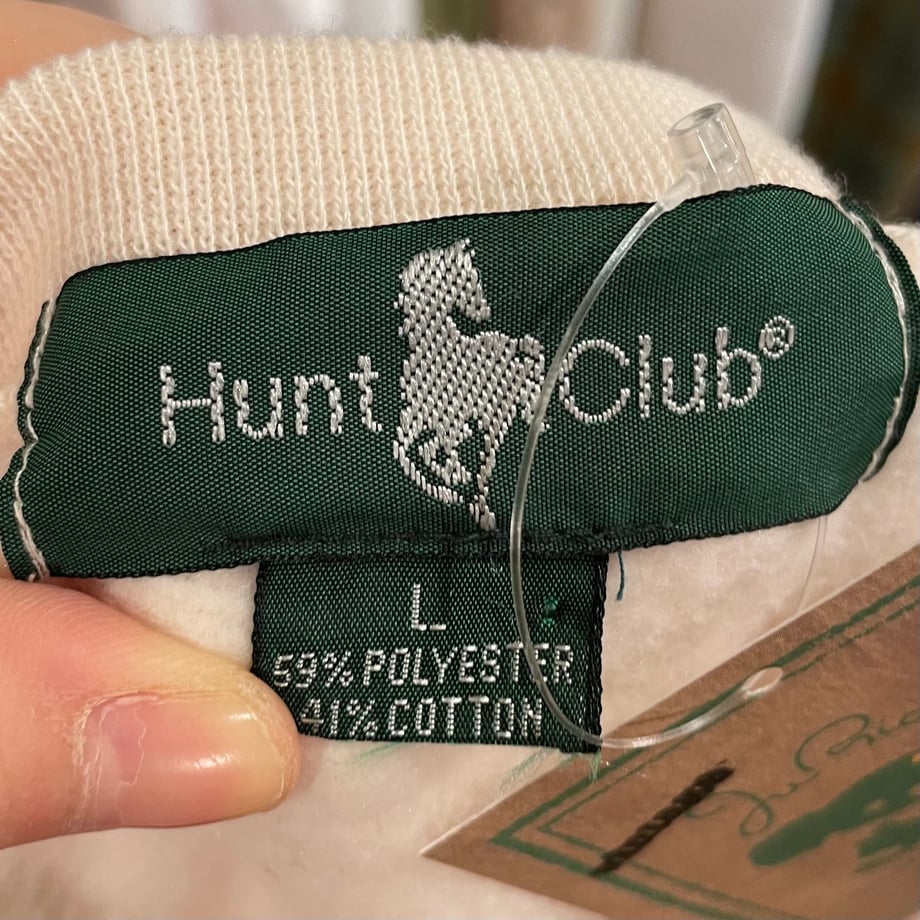 Hunt Club®
L
59% POLYESTER
41% COTTON